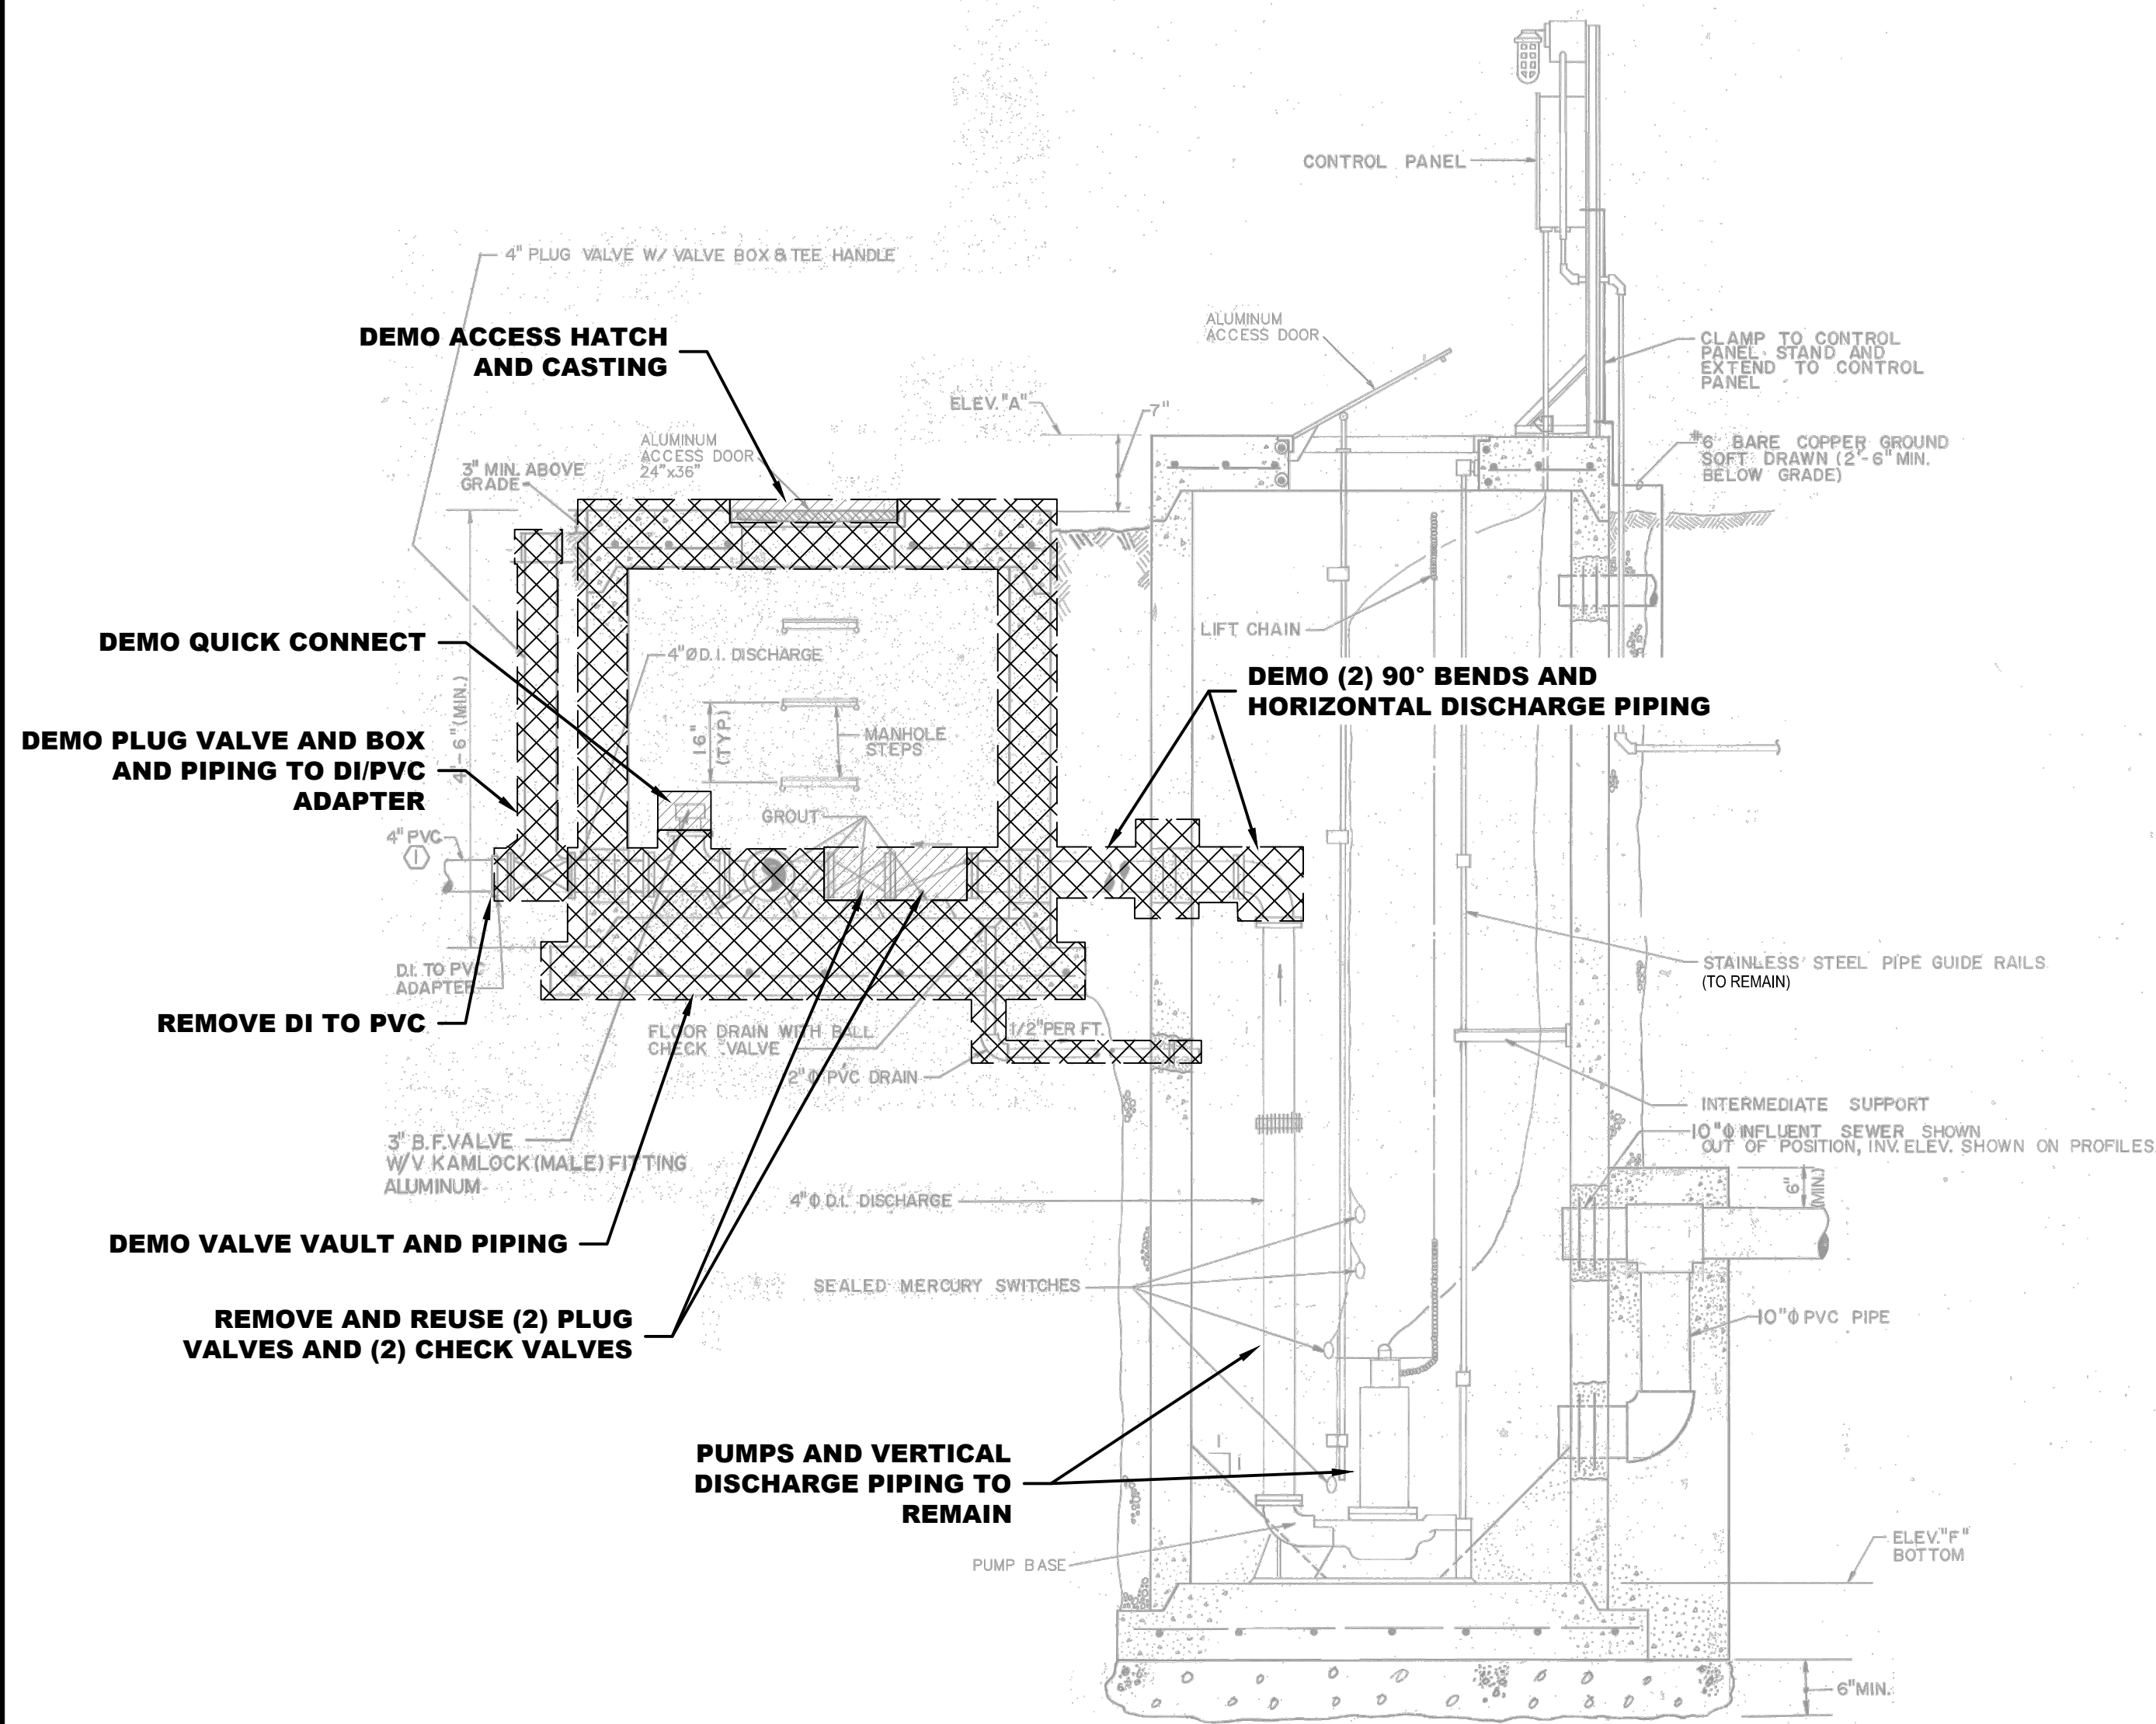 CONTROL PANEL
4" PLUG VALVE W/ VALVE BOX & TEE HANDLE
DEMO ACCESS HATCH
AND CASTING
ALUMINUM
ACCESS DOOR
CLAMP TO CONTROL
PANEL STAND AND
EXTEND TO CONTROL
PANEL
ELEV. "A"
7"
ALUMINUM
ACCESS DOOR
24"x36"
3" MIN. ABOVE
GRADE
#6 BARE COPPER GROUND
SOFT DRAWN (2'-6" MIN.
BELOW GRADE)
LIFT CHAIN
DEMO QUICK CONNECT
4"Ø D.I. DISCHARGE
DEMO (2) 90° BENDS AND
HORIZONTAL DISCHARGE PIPING
4'-6" (MIN.)
16"
(TYP.)
MANHOLE
STEPS
DEMO PLUG VALVE AND BOX
AND PIPING TO DI/PVC
ADAPTER
GROUT
4" PVC
1
D.I. TO PVC
ADAPTER
STAINLESS STEEL PIPE GUIDE RAILS
(TO REMAIN)
REMOVE DI TO PVC
FLOOR DRAIN WITH BALL
CHECK VALVE
1/2" PER FT.
2" Φ PVC DRAIN
INTERMEDIATE SUPPORT
10"Φ INFLUENT SEWER SHOWN
OUT OF POSITION, INV. ELEV. SHOWN ON PROFILES
3" B.F. VALVE
W/V KAMLOCK (MALE) FITTING
ALUMINUM
4"Φ D.I. DISCHARGE
6"
(MIN.)
DEMO VALVE VAULT AND PIPING
SEALED MERCURY SWITCHES
REMOVE AND REUSE (2) PLUG
VALVES AND (2) CHECK VALVES
10"Φ PVC PIPE
PUMPS AND VERTICAL
DISCHARGE PIPING TO
REMAIN
1
1
PUMP BASE
ELEV. "F"
BOTTOM
6" MIN.